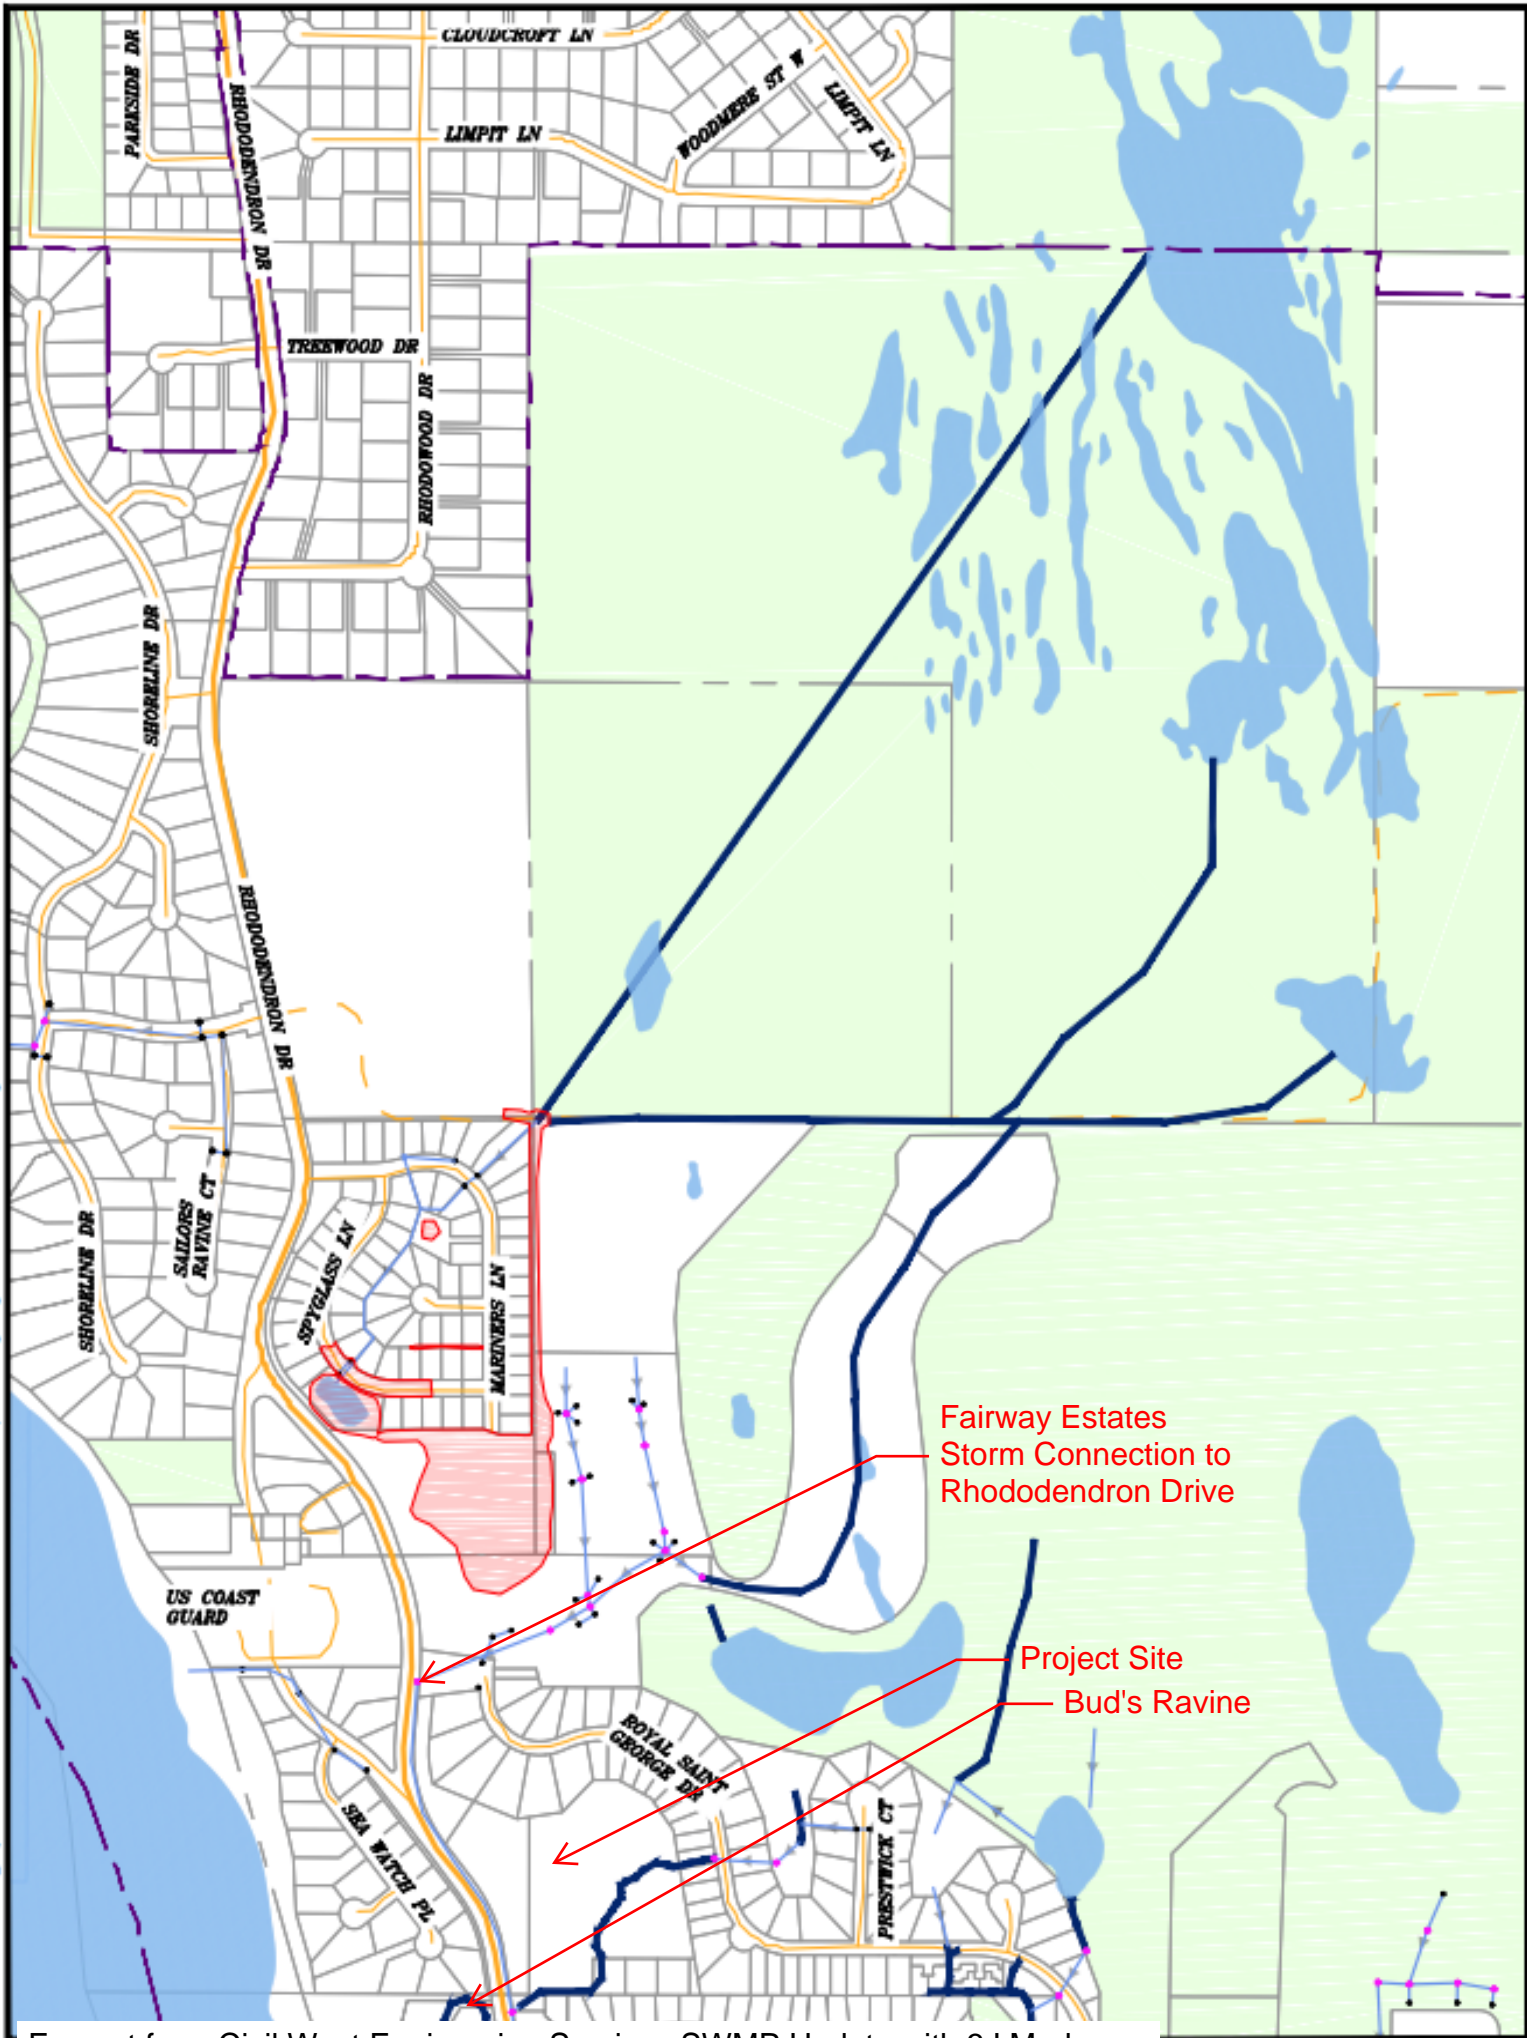 CLOUDCROFT LN
PARKSIDE DR
RHODODENDRON DR
LIMPIT LN
WOODMERE ST W
LIMPIT LN
TREEWOOD DR
RHODOWOOD DR
SHORELINE DR
RHODODENDRON DR
SAILORS
RAVINE CT
SHORELINE DR
SPYGLASS LN
MARINERS LN
Fairway Estates
Storm Connection to
Rhododendron Drive
US COAST
GUARD
Project Site
Bud's Ravine
ROYAL SAINT
GEORGE DR
SEA WATCH PL
PRESTWICK CT